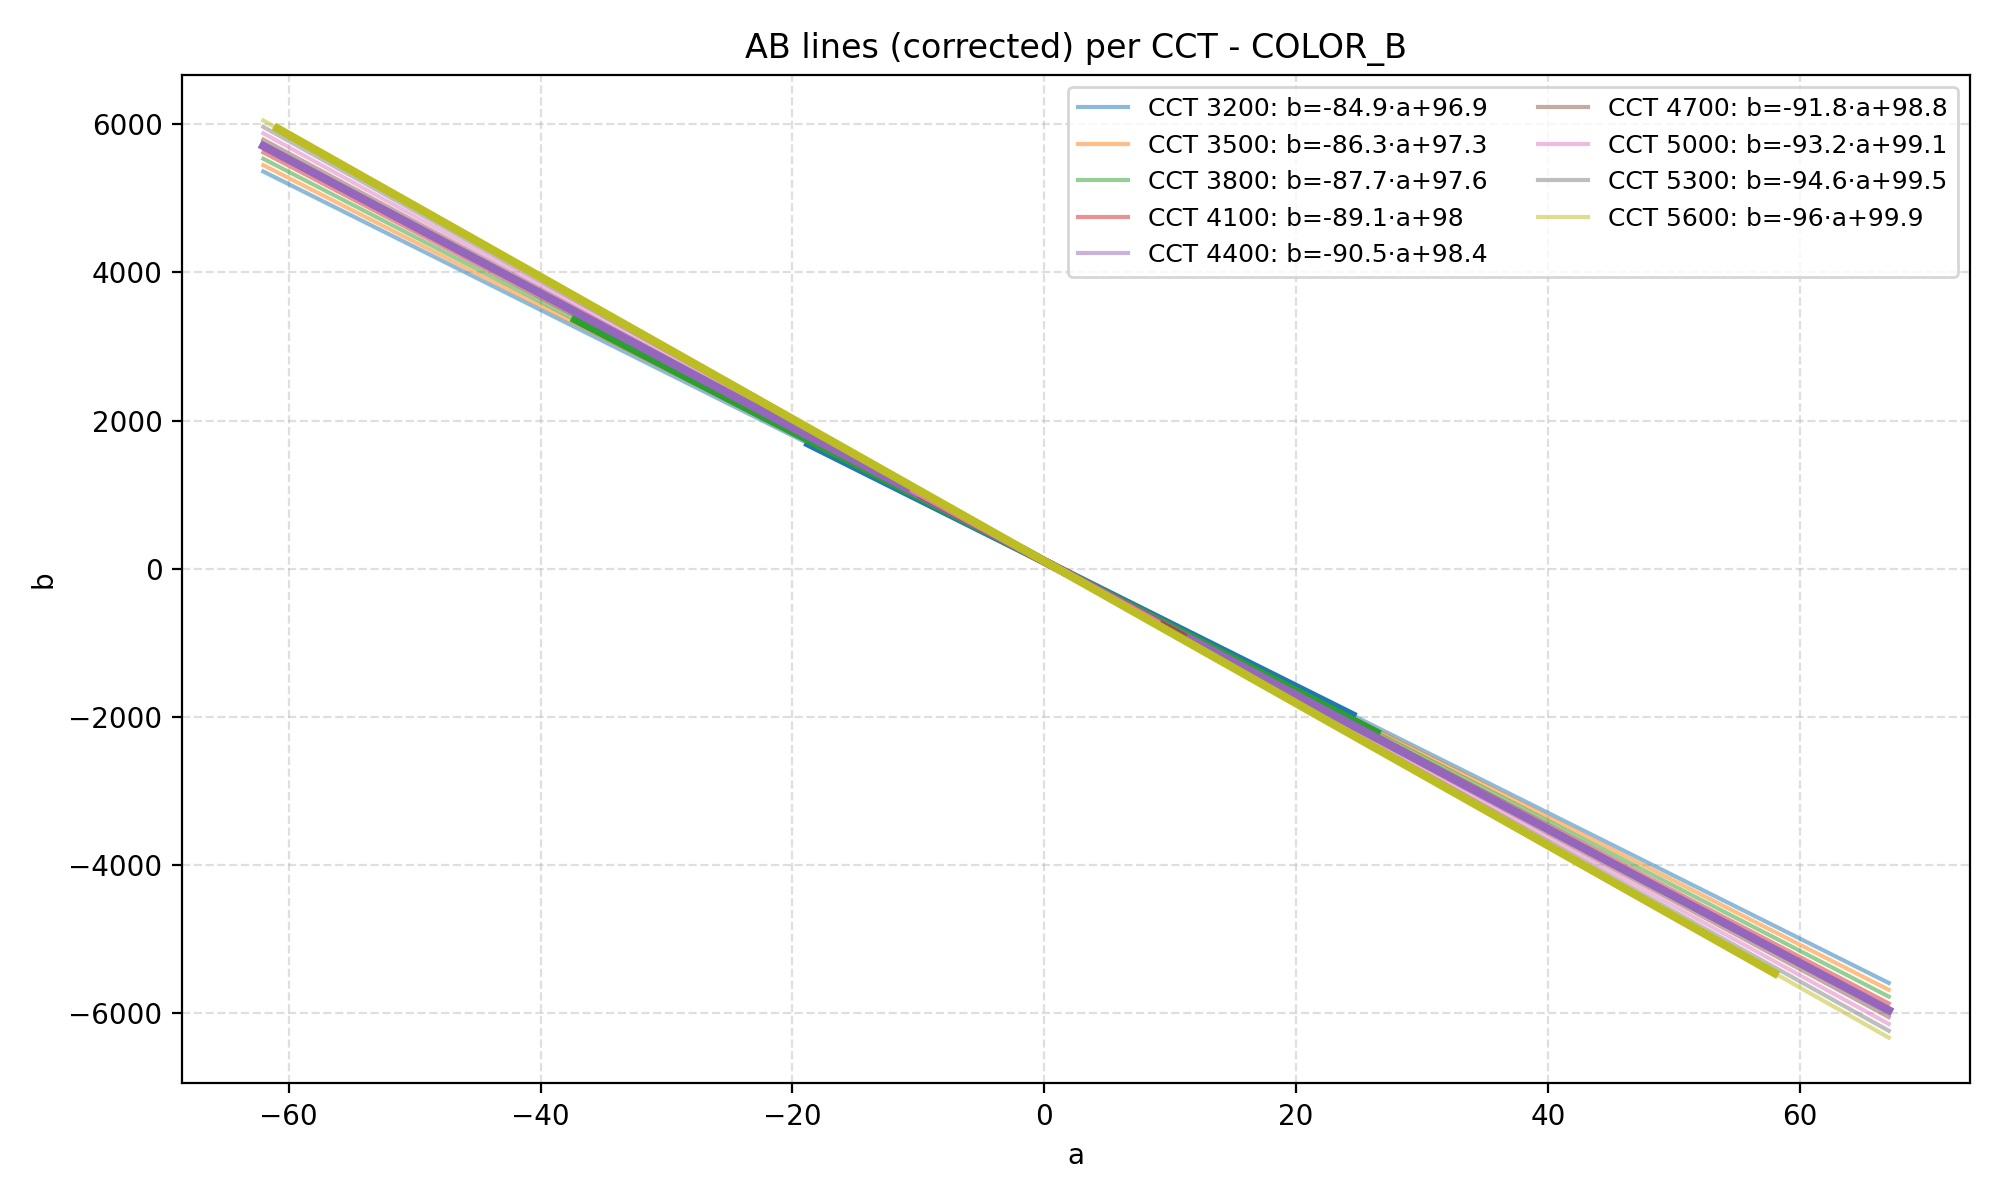 AB lines (corrected) per CCT - COLOR_B
CCT 3200: b=-84.9·a+96.9
CCT 3500: b=-86.3·a+97.3
CCT 3800: b=-87.7·a+97.6
CCT 4100: b=-89.1·a+98
CCT 4400: b=-90.5·a+98.4
CCT 4700: b=-91.8·a+98.8
CCT 5000: b=-93.2·a+99.1
CCT 5300: b=-94.6·a+99.5
CCT 5600: b=-96·a+99.9
6000
4000
2000
0
−2000
−4000
−6000
b
−60
−40
−20
0
20
40
60
a